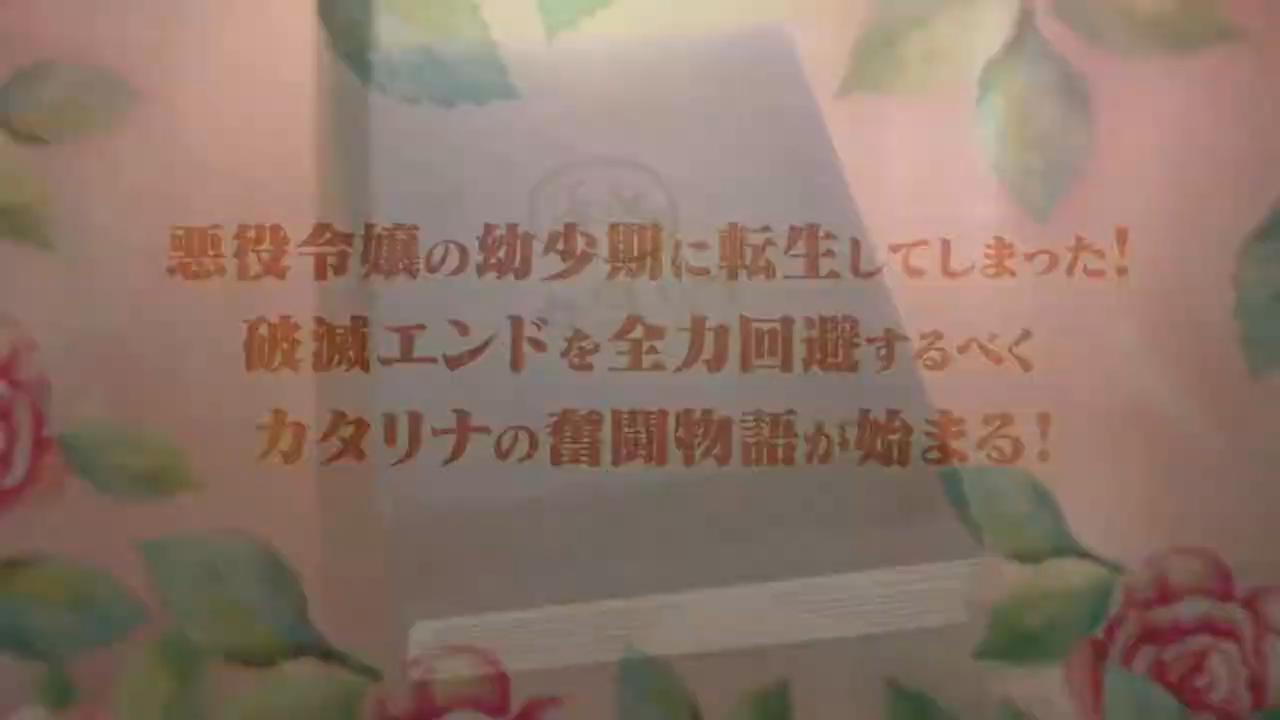 悪役令嬢の幼少期に転生してしまった!
破滅エンドを全力回避するべく
カタリナの奮闘物語が始まる!